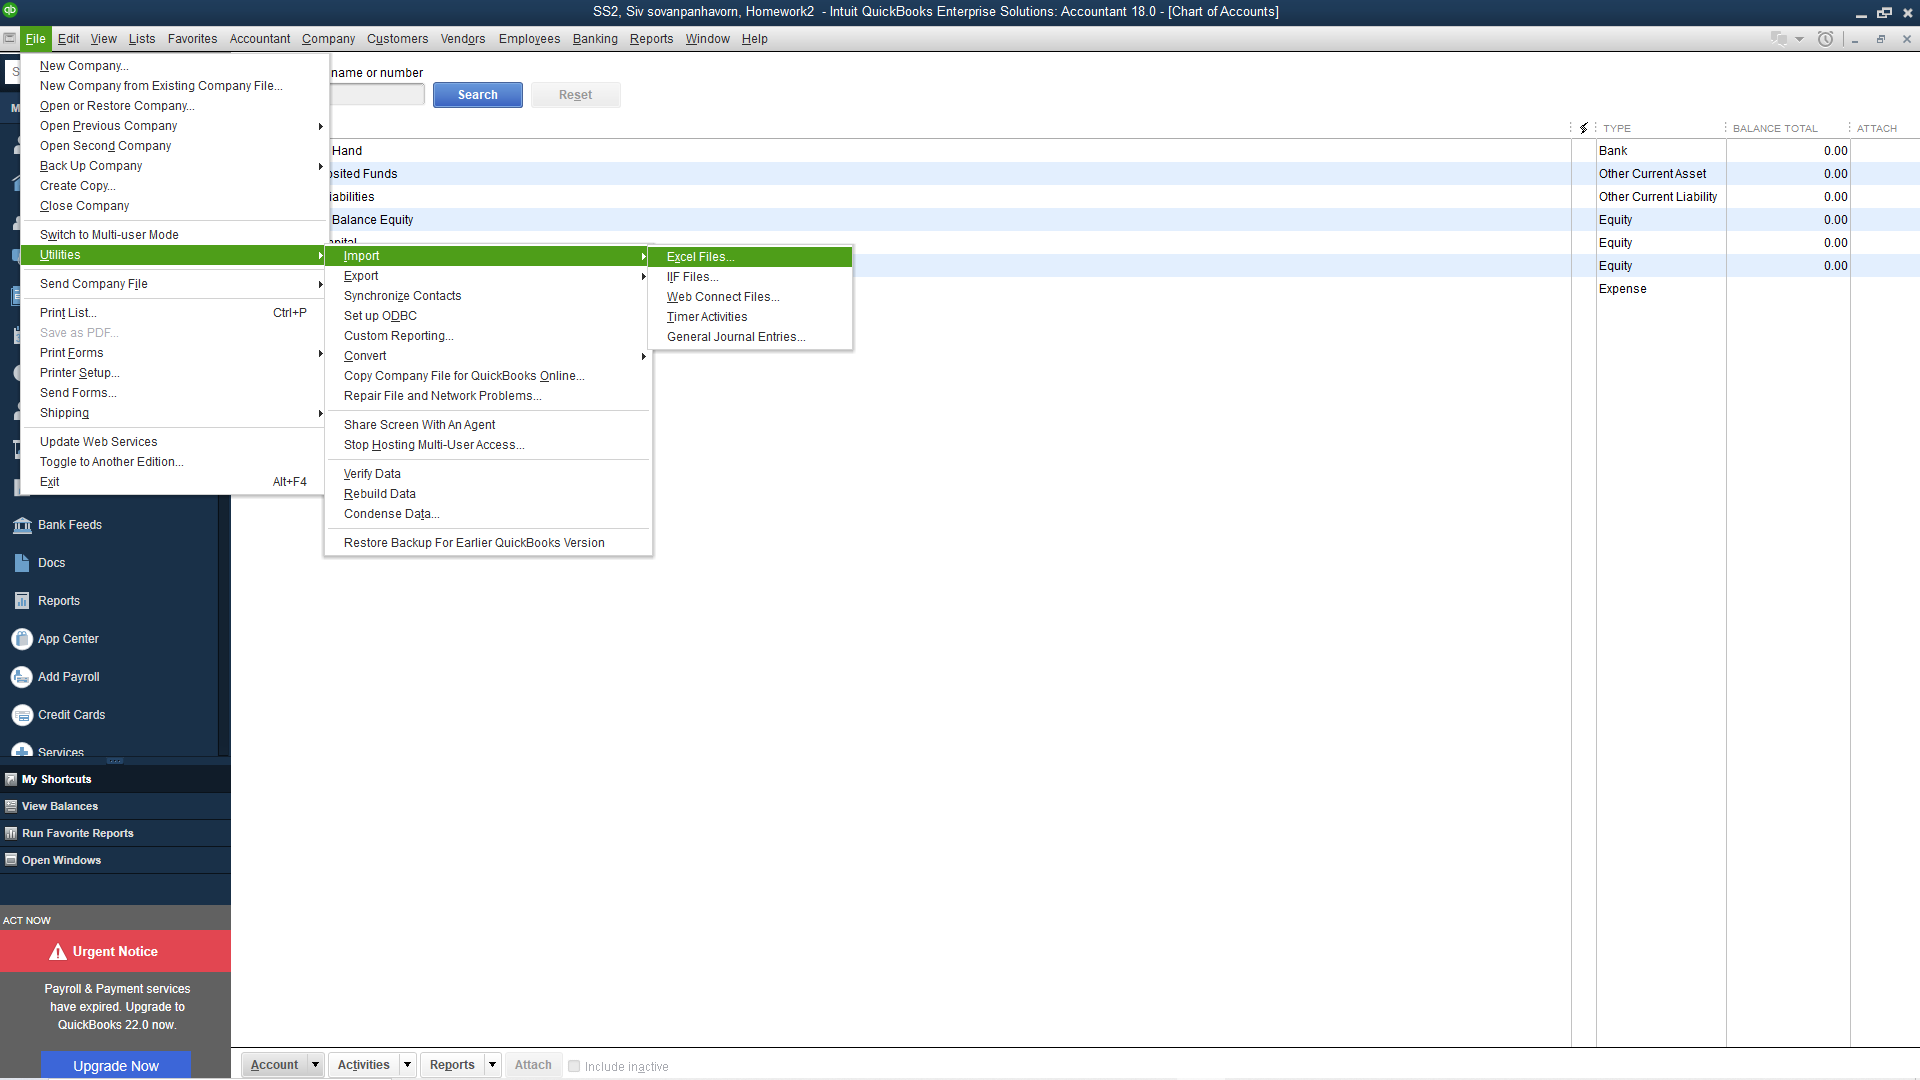 SS2, Siv sovanpanhavorn, Homework2 - Intuit QuickBooks Enterprise Solutions: Accountant 18.0 - [Chart of Accounts]
File Edit View Lists Favorites Accountant Company Customers Vendors Employees Banking Reports Window Help
New Company...
New Company from Existing Company File...
Open or Restore Company...
Open Previous Company
Open Second Company
Back Up Company
Create Copy...
Close Company
Switch to Multi-user Mode
Utilities
Send Company File
Print List... Ctrl+P
Save as PDF...
Print Forms
Printer Setup...
Send Forms...
Shipping
Update Web Services
Toggle to Another Edition...
Exit Alt+F4
Import
Export
Synchronize Contacts
Set up ODBC
Custom Reporting...
Convert
Copy Company File for QuickBooks Online...
Repair File and Network Problems...
Share Screen With An Agent
Stop Hosting Multi-User Access...
Verify Data
Rebuild Data
Condense Data...
Restore Backup For Earlier QuickBooks Version
Excel Files...
IIF Files...
Web Connect Files...
Timer Activities
General Journal Entries...
name or number
Search Reset
TYPE BALANCE TOTAL ATTACH
Hand Bank 0.00
osited Funds Other Current Asset 0.00
iabilities Other Current Liability 0.00
Balance Equity Equity 0.00
Equity 0.00
Equity 0.00
Expense
Bank Feeds
Docs
Reports
App Center
Add Payroll
Credit Cards
Services
My Shortcuts
View Balances
Run Favorite Reports
Open Windows
ACT NOW
Urgent Notice
Payroll & Payment services
have expired. Upgrade to
QuickBooks 22.0 now.
Upgrade Now
Account Activities Reports Attach Include inactive